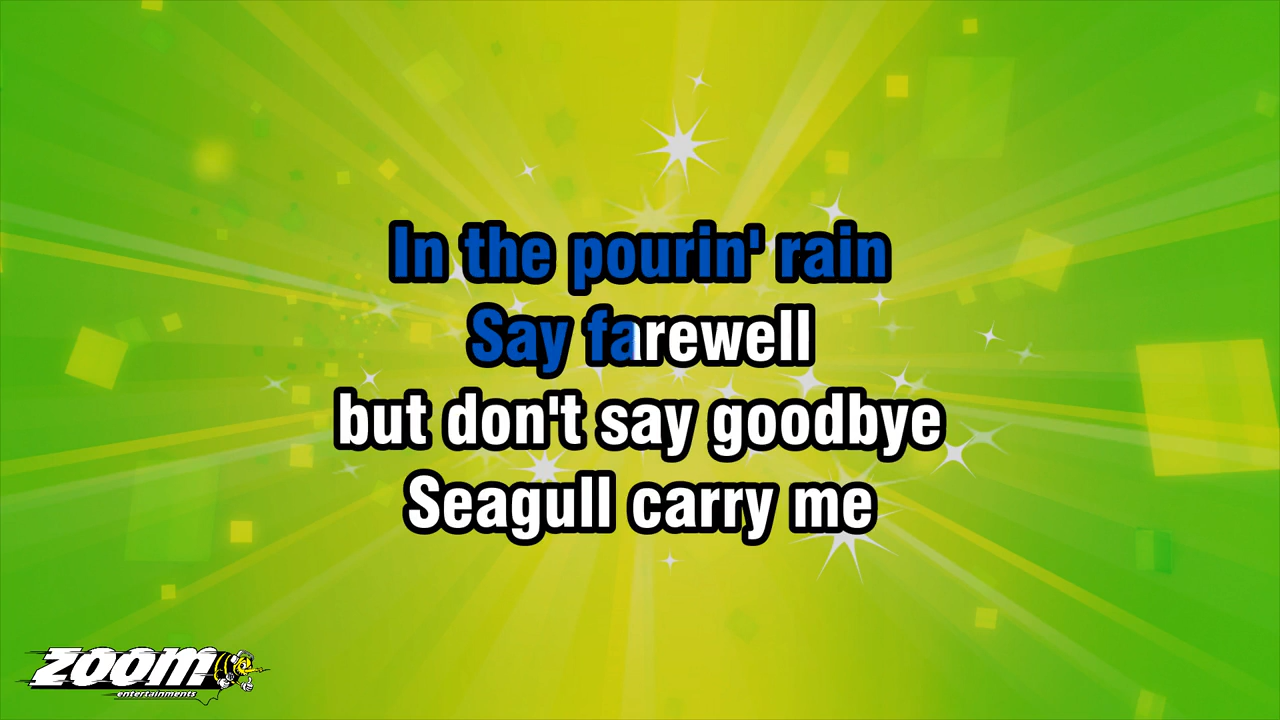 In the pourin' rain
Say farewell
but don't say goodbye
Seagull carry me
ZOOM
entertainments